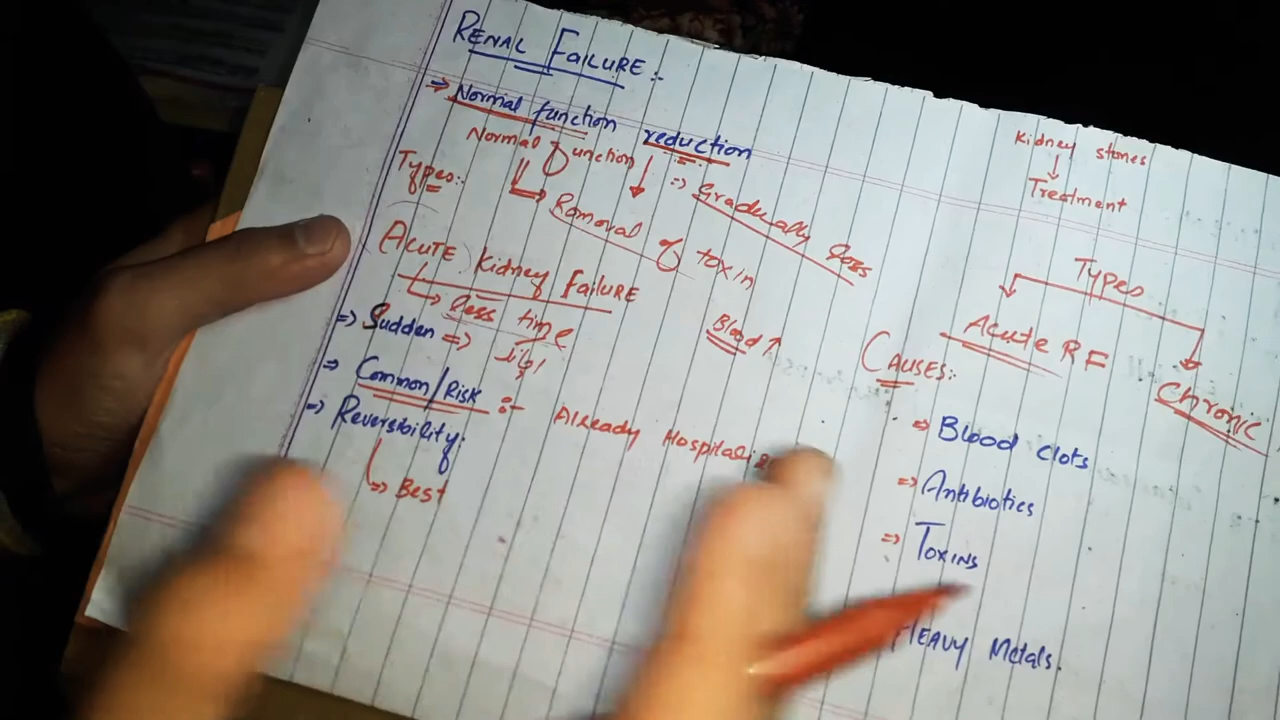 RENAL FAILURE:-
⇒ Normal function reduction
Normal function ↓ ⇒ Gradually loss
Types:-
Removal of toxin
ACUTE Kidney FAILURE
less time
⇒ Sudden ⇒
Blood ↑
⇒ Common/Risk :- Already
⇒ Reversibility:
⇒ Best
Kidney stones
↓
Treatment
Types
Acute RF
Chronic
CAUSES:-
⇒ Blood clots
⇒ Antibiotics
⇒ Toxins
HEAVY Metals.